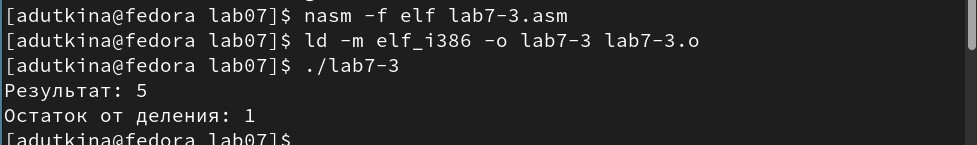 [adutkina@fedora lab07]$ nasm -f elf lab7-3.asm
[adutkina@fedora lab07]$ ld -m elf_i386 -o lab7-3 lab7-3.o
[adutkina@fedora lab07]$ ./lab7-3
Результат: 5
Остаток от деления: 1
[adutkina@fedora lab07]$